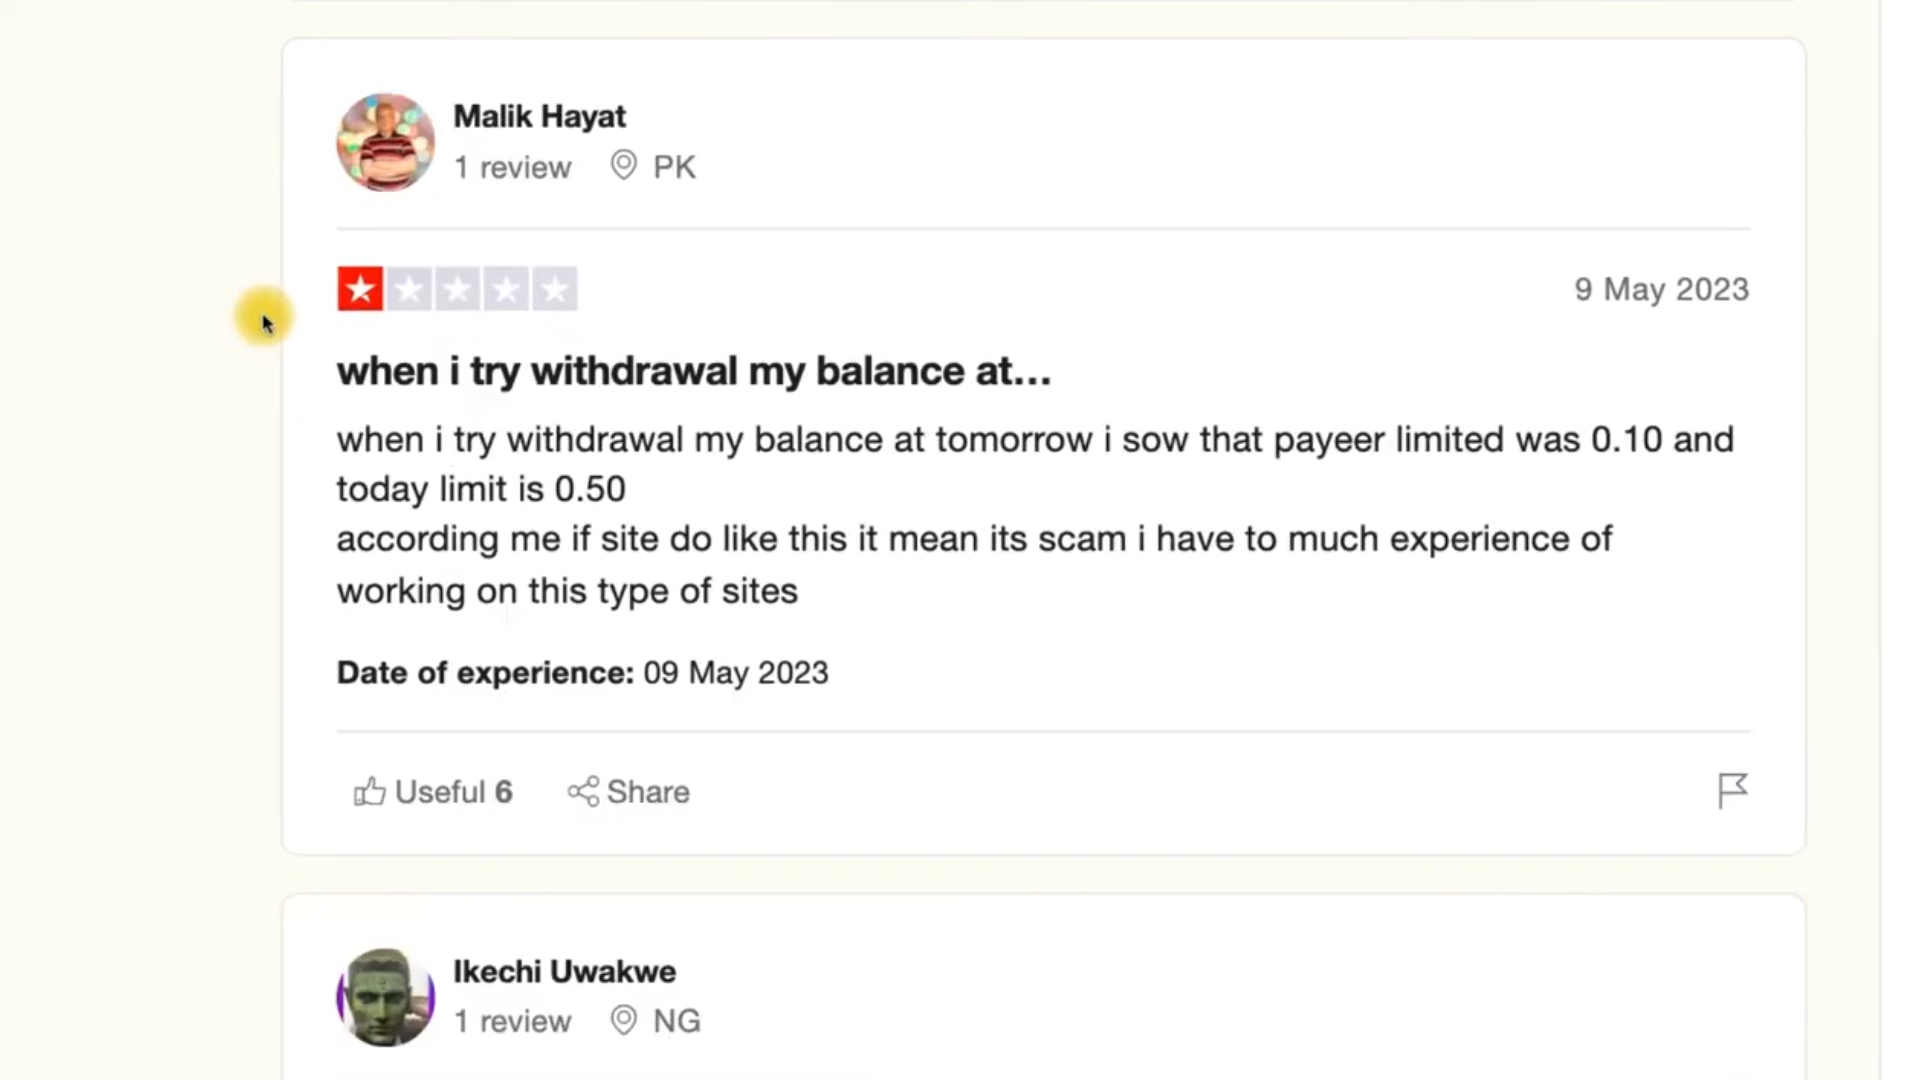 Malik Hayat
1 review PK
9 May 2023
when i try withdrawal my balance at...
when i try withdrawal my balance at tomorrow i sow that payeer limited was 0.10 and
today limit is 0.50
according me if site do like this it mean its scam i have to much experience of
working on this type of sites
Date of experience: 09 May 2023
Useful 6 Share
Ikechi Uwakwe
1 review NG